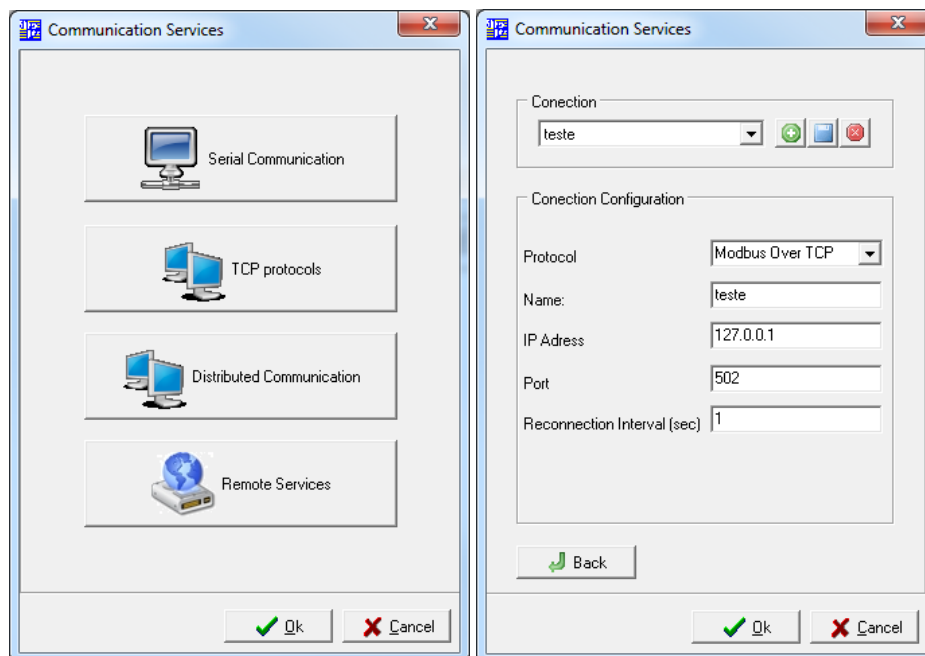 Communication Services
Serial Communication
TCP protocols
Distributed Communication
Remote Services
Ok
Cancel
Communication Services
Conection
teste
Conection Configuration
Protocol Modbus Over TCP
Name: teste
IP Adress 127.0.0.1
Port 502
Reconnection Interval (sec) 1
Back
Ok
Cancel